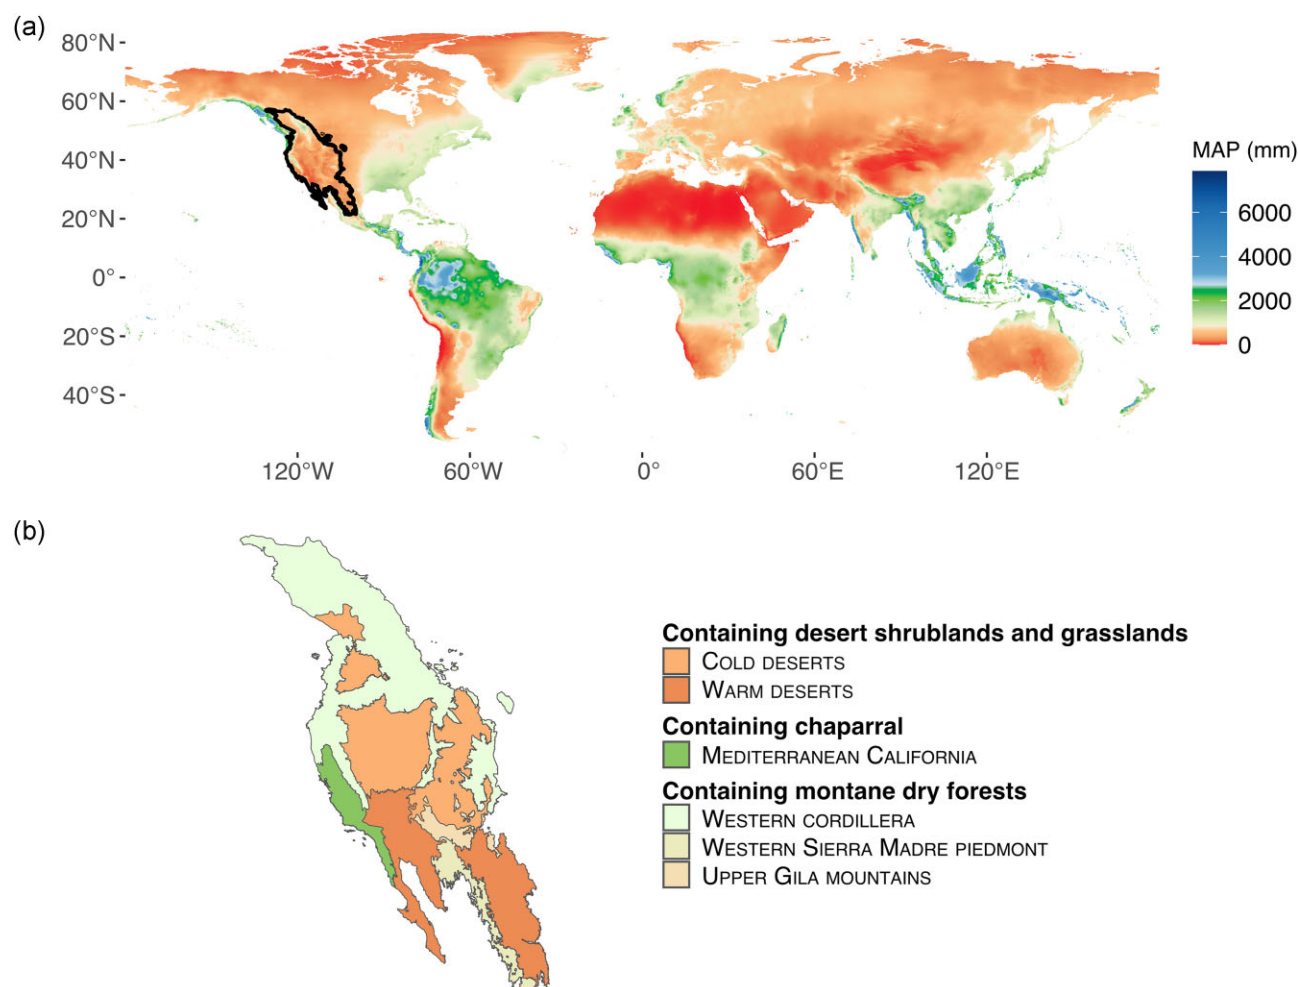 (a)
80°N
60°N
40°N
20°N
0°
20°S
40°S
120°W 60°W 0° 60°E 120°E
MAP (mm)
6000
4000
2000
0
(b)
Containing desert shrublands and grasslands
COLD DESERTS
WARM DESERTS
Containing chaparral
MEDITERRANEAN CALIFORNIA
Containing montane dry forests
WESTERN CORDILLERA
WESTERN SIERRA MADRE PIEDMONT
UPPER GILA MOUNTAINS